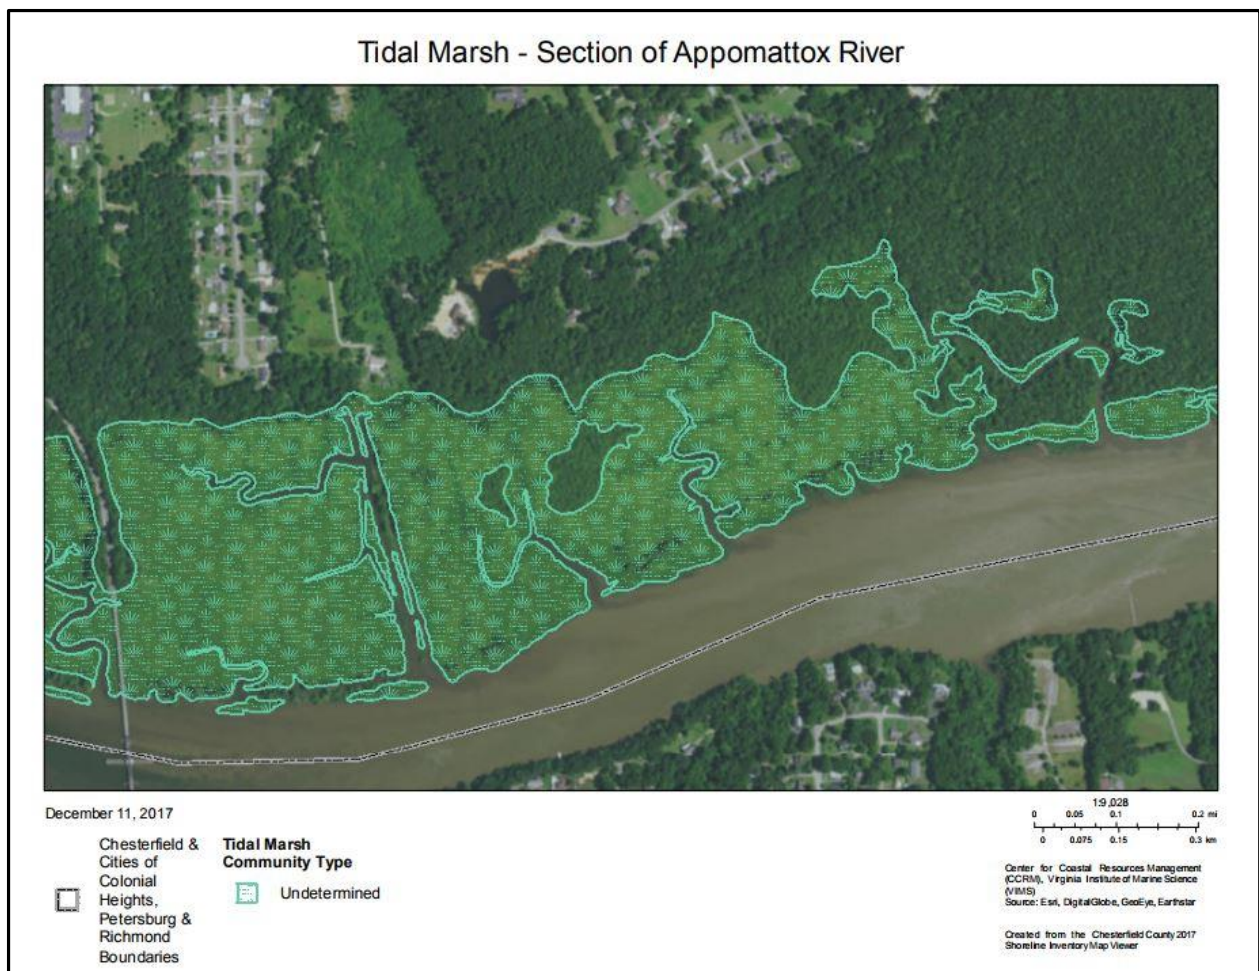 Tidal Marsh - Section of Appomattox River
December 11, 2017
Chesterfield &
Cities of
Colonial
Heights,
Petersburg &
Richmond
Boundaries
Tidal Marsh
Community Type
Undetermined
1:9,028
0 0.05 0.1 0.2 mi
0 0.075 0.15 0.3 km
Center for Coastal Resources Management
(CCRM), Virginia Institute of Marine Science
(VIMS)
Source: Esri, DigitalGlobe, GeoEye, Earthstar
Created from the Chesterfield County 2017
Shoreline Inventory Map Viewer